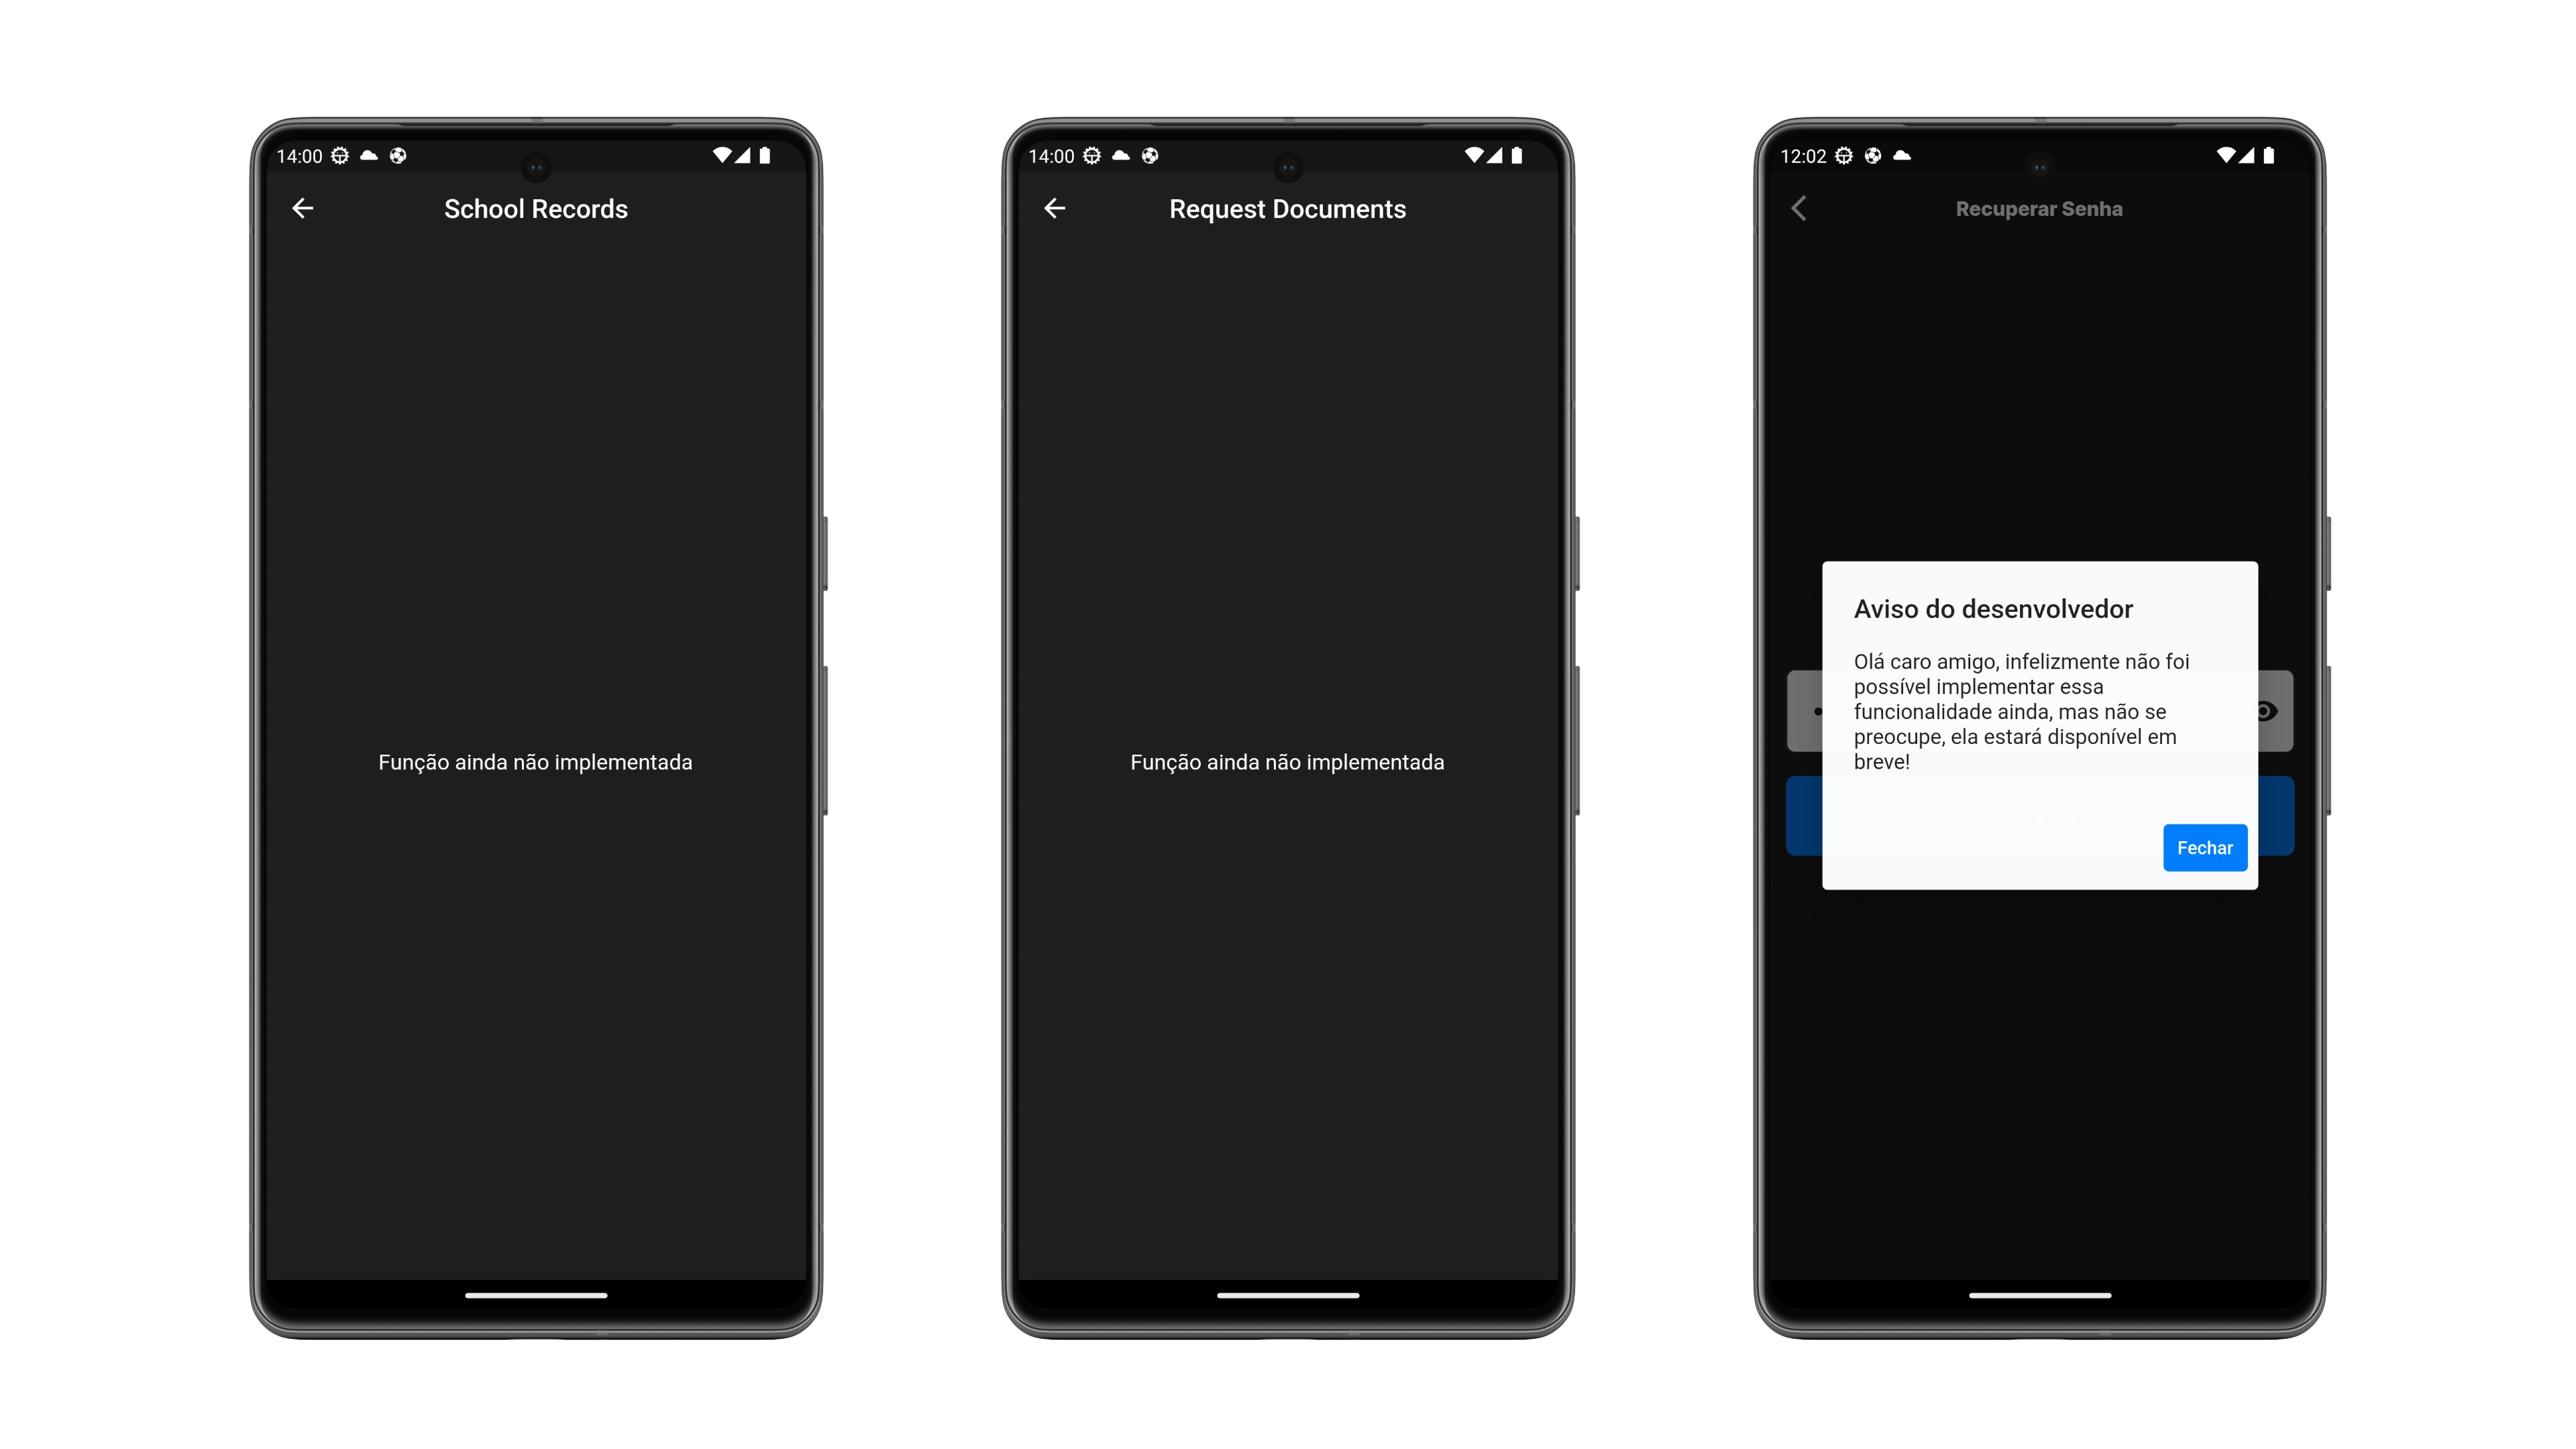 14:00
School Records
Função ainda não implementada
14:00
Request Documents
Função ainda não implementada
12:02
Recuperar Senha
Aviso do desenvolvedor
Olá caro amigo, infelizmente não foi
possível implementar essa
funcionalidade ainda, mas não se
preocupe, ela estará disponível em
breve!
Fechar